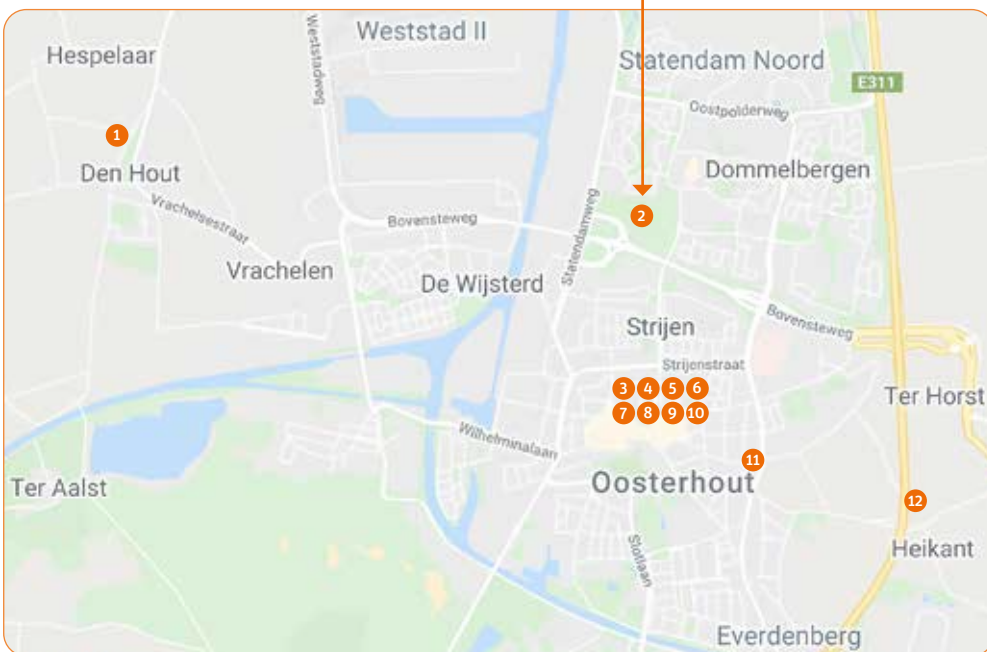 Weststad II
Hespelaar
Weststadweg
Statendam Noord
E311
Oostpolderweg
1
Den Hout
Dommelbergen
Vrachelsestraat
2
Bovensteweg
Statendamweg
Vrachelen
De Wijsterd
Bovensteweg
Strijen
Strijenstraat
3 4 5 6
Ter Horst
7 8 9 10
Wilhelminalaan
11
Oosterhout
Ter Aalst
12
Slotlaan
Heikant
Everdenberg